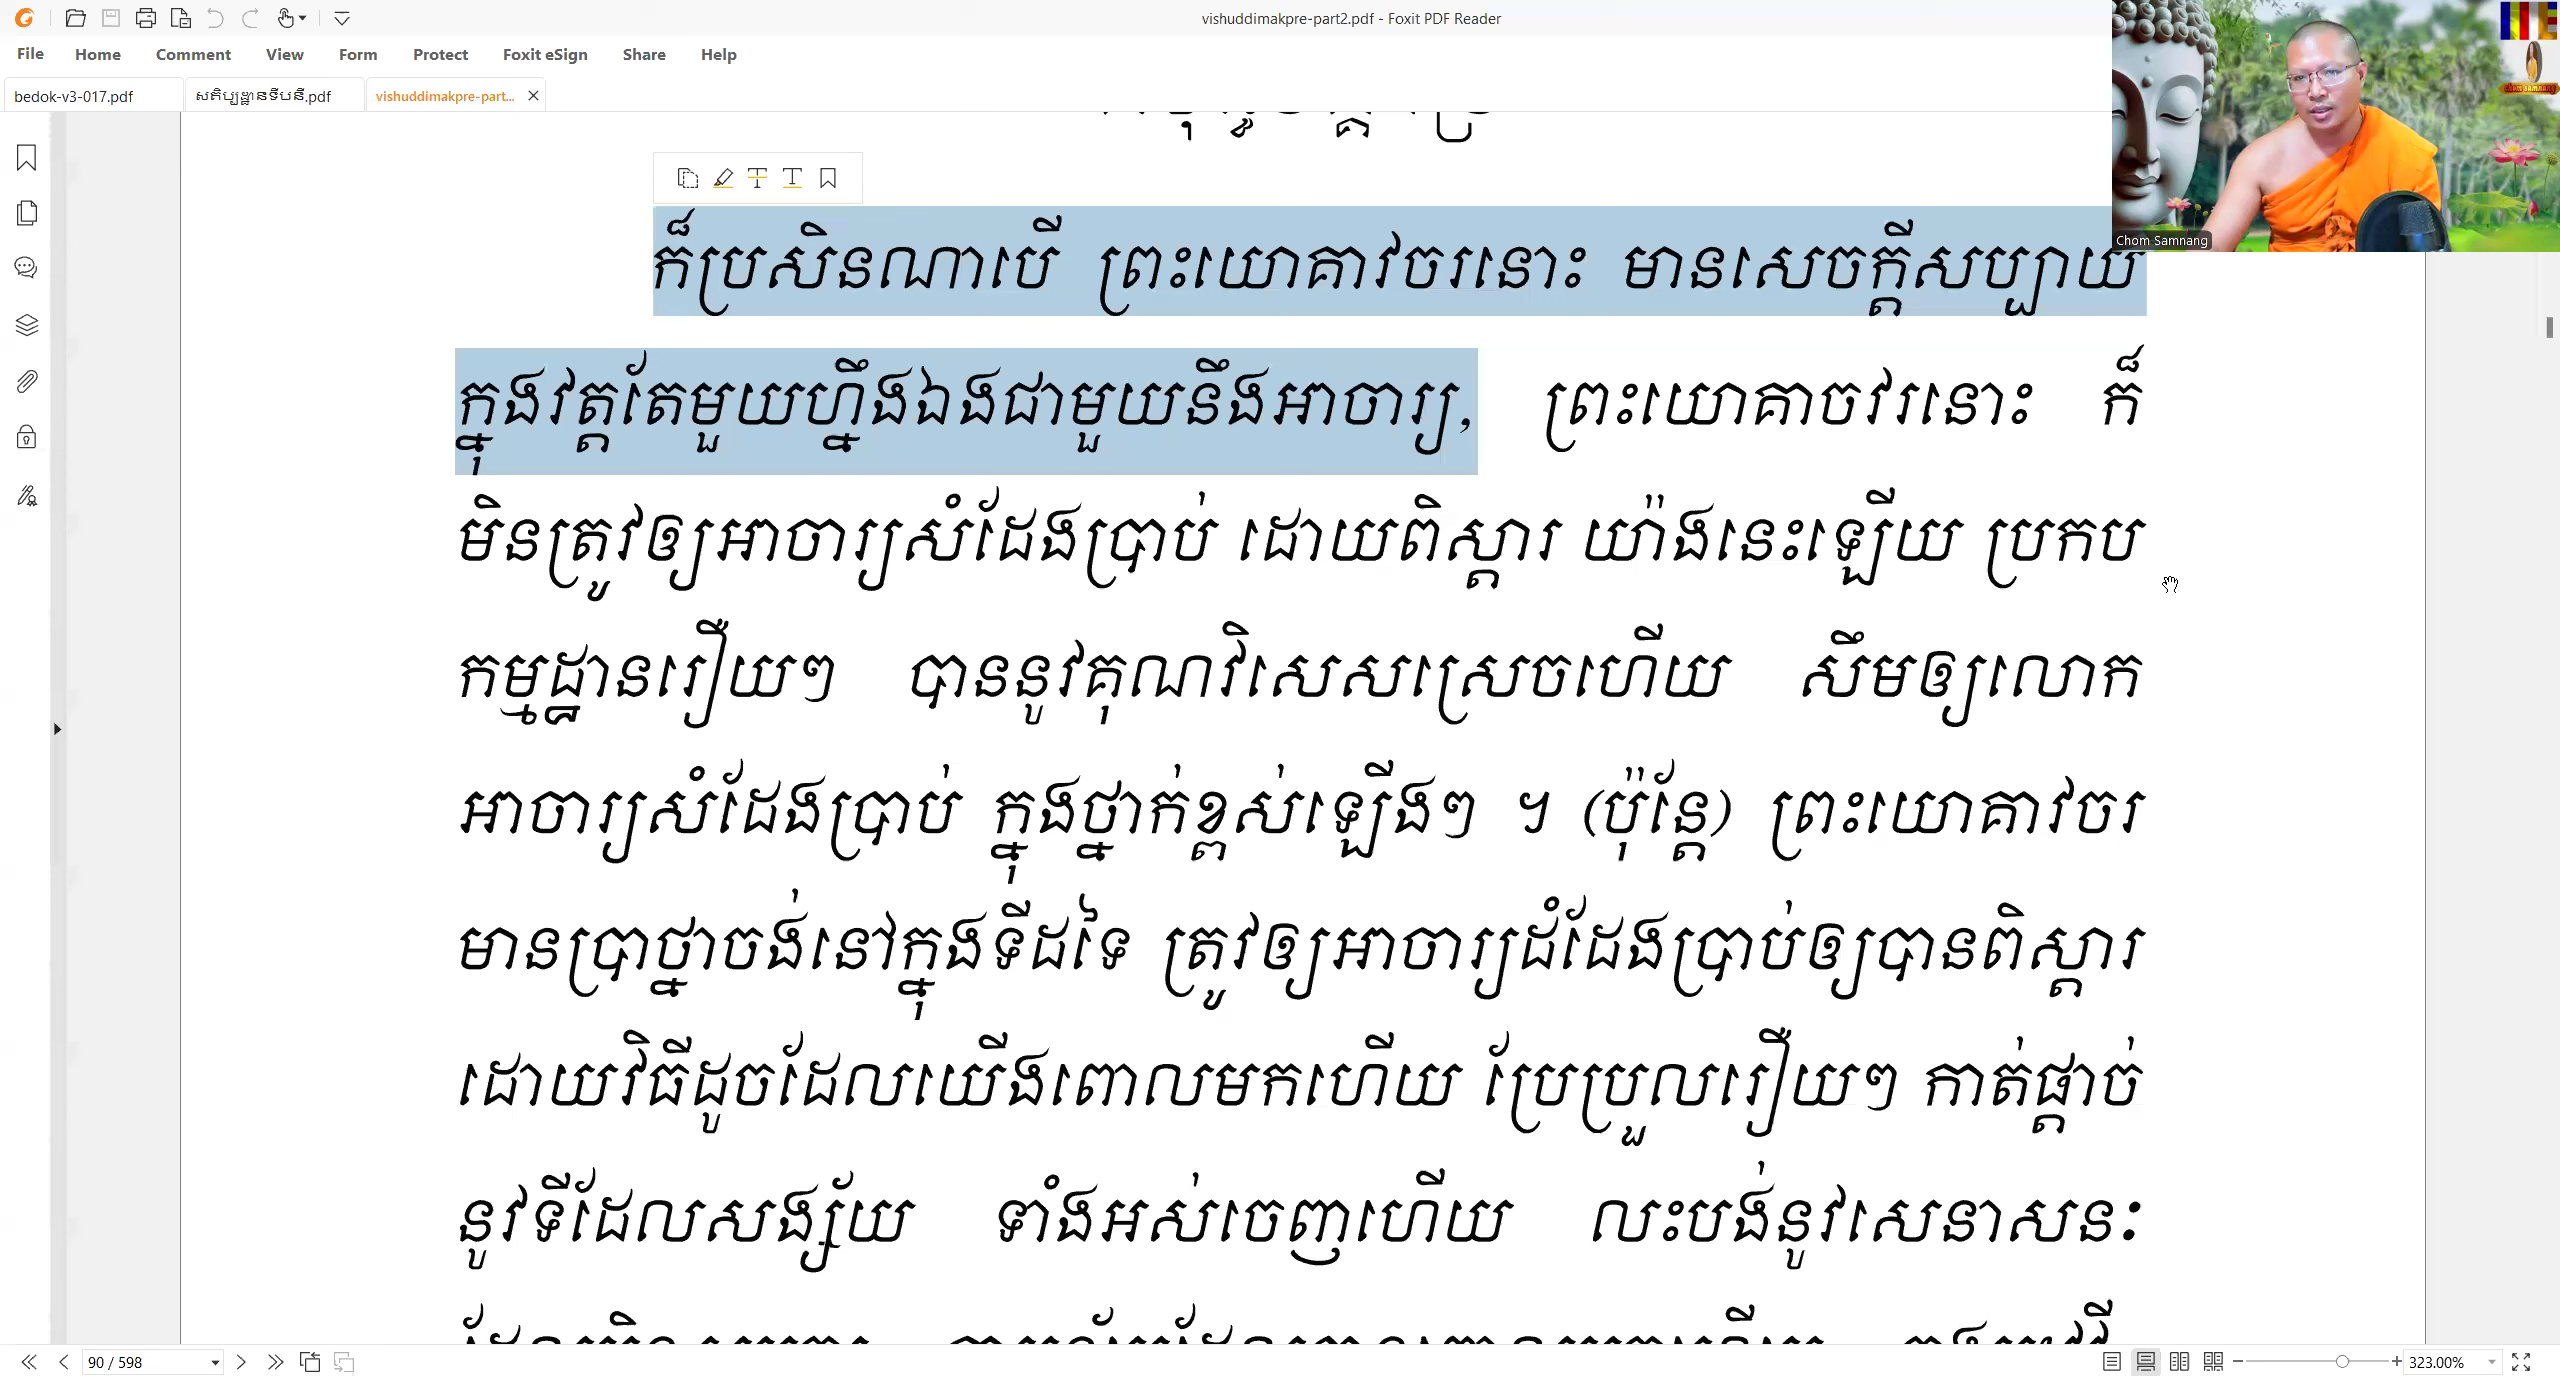 vishuddimakpre-part2.pdf - Foxit PDF Reader
File Home Comment View Form Protect Foxit eSign Share Help
bedok-v3-017.pdf សតិប្បដ្ឋានទីបនី.pdf vishuddimakpre-part...
Chom Samnang
ក៏ប្រសិនណាបើ ព្រះយោគាវចរនោះ មានសេចក្តីសប្បាយ
ក្នុងវត្តតែមួយហ្នឹងឯងជាមួយនឹងអាចារ្យ, ព្រះយោគាចវរនោះ ក៏
មិនត្រូវឲ្យអាចារ្យសំដែងប្រាប់ ដោយពិស្តារ យ៉ាងនេះឡើយ ប្រកប
កម្មដ្ឋានរឿយៗ បាននូវគុណវិសេសស្រេចហើយ សឹមឲ្យលោក
អាចារ្យសំដែងប្រាប់ ក្នុងថ្នាក់ខ្ពស់ឡើងៗ ។ (ប៉ុន្តែ) ព្រះយោគាវចរ
មានប្រាថ្នាចង់នៅក្នុងទីដទៃ ត្រូវឲ្យអាចារ្យដំដែងប្រាប់ឲ្យបានពិស្តារ
ដោយវិធីដូចដែលយើងពោលមកហើយ ប្រែប្រួលរឿយៗ កាត់ផ្តាច់
នូវទីដែលសង្ស័យ ទាំងអស់ចេញហើយ លះបង់នូវសេនាសនៈ
90 / 598
323.00%